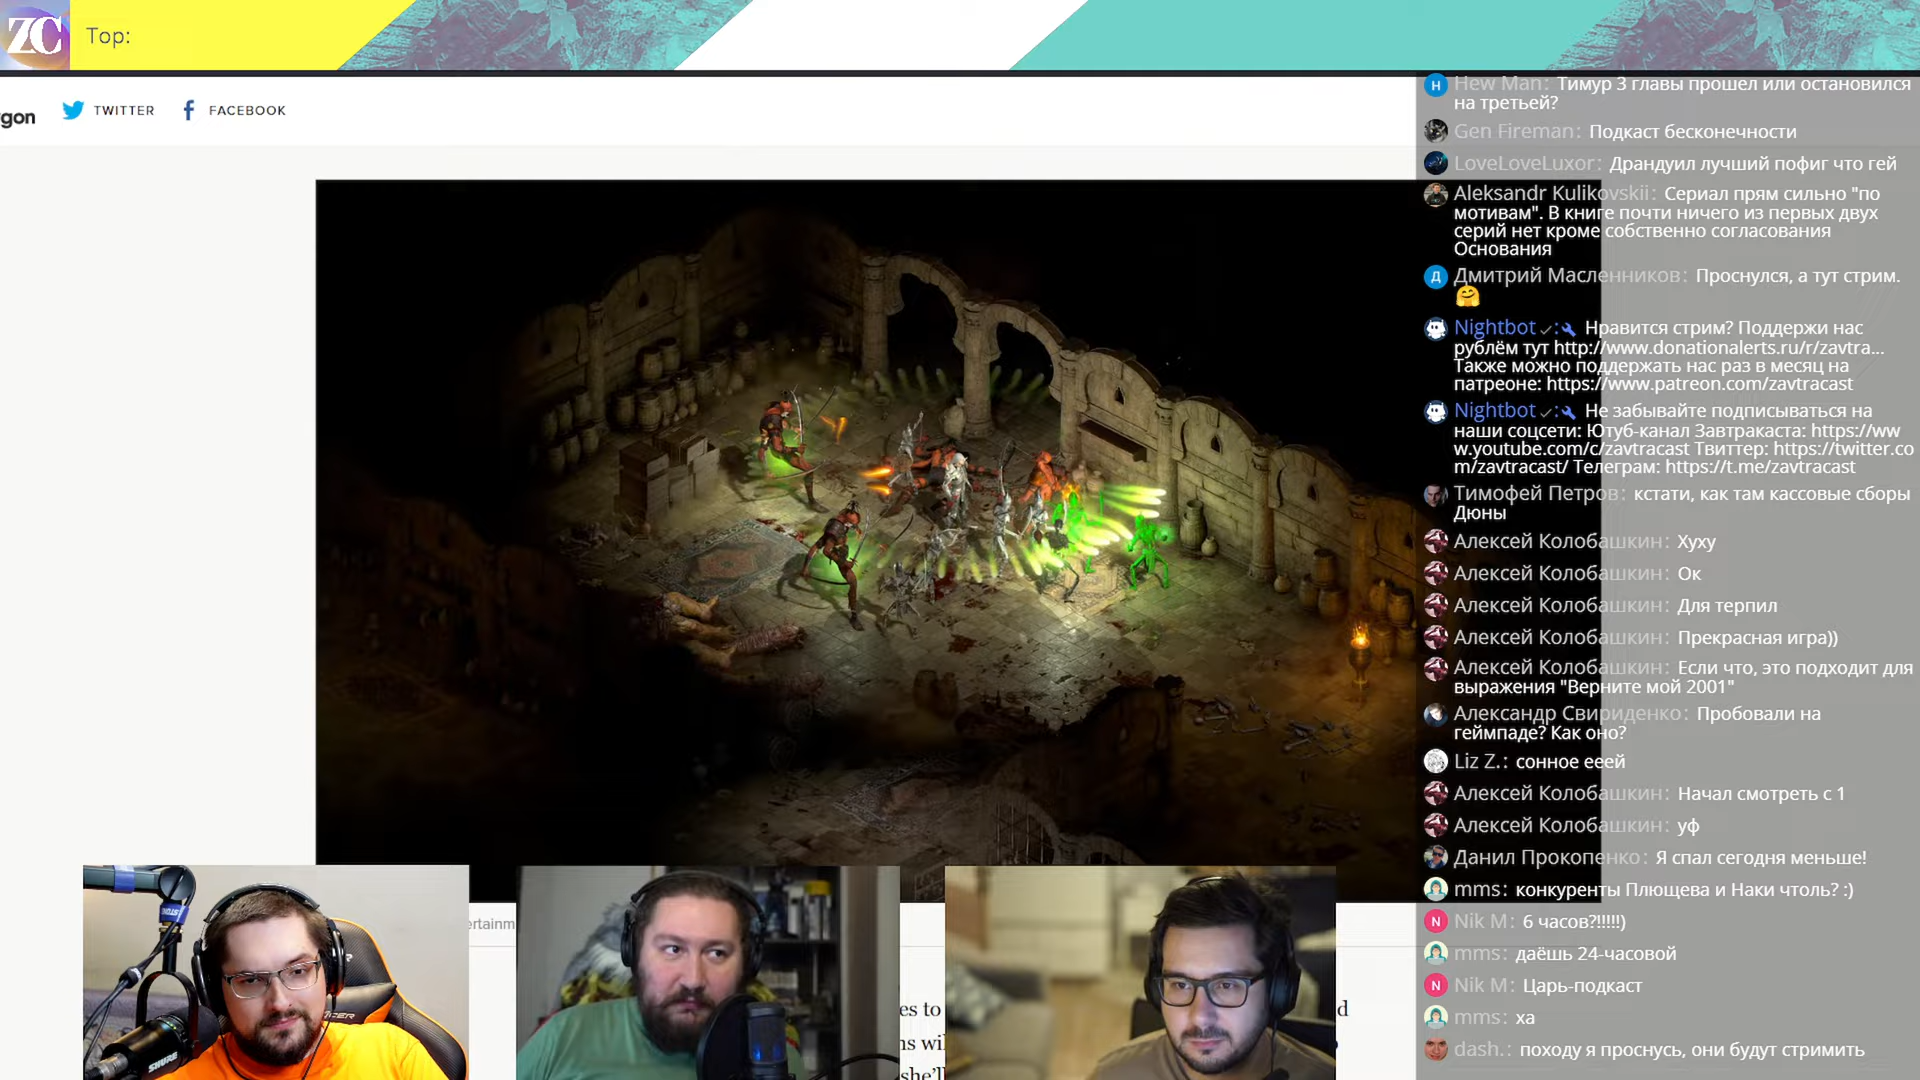 ZC
Top:
gon
TWITTER
FACEBOOK
New Man: Тимур 3 главы прошел или остановился
на третьей?
Gen Fireman: Подкаст бесконечности
LoveLoveLuxor: Драндуил лучший пофиг что гей
Aleksandr Kulikovskii: Сериал прям сильно "по
мотивам". В книге почти ничего из первых двух
серий нет кроме собственно согласования
Основания
Дмитрий Масленников: Проснулся, а тут стрим.
Nightbot ✓: Нравится стрим? Поддержи нас
рублём тут http://www.donationalerts.ru/r/zavtra...
Также можно поддержать нас раз в месяц на
патреоне: https://www.patreon.com/zavtracast
Nightbot ✓: Не забывайте подписываться на
наши соцсети: Ютуб-канал Завтракаста: https://ww
w.youtube.com/c/zavtracast Твиттер: https://twitter.co
m/zavtracast/ Телеграм: https://t.me/zavtracast
Тимофей Петров: кстати, как там кассовые сборы
Дюны
Алексей Колобашкин: Хуху
Алексей Колобашкин: Ок
Алексей Колобашкин: Для терпил
Алексей Колобашкин: Прекрасная игра))
Алексей Колобашкин: Если что, это подходит для
выражения "Верните мой 2001"
Александр Свириденко: Пробовали на
геймпаде? Как оно?
Liz Z.: сонное ееей
Алексей Колобашкин: Начал смотреть с 1
Алексей Колобашкин: уф
Данил Прокопенко: Я спал сегодня меньше!
mms: конкуренты Плющева и Наки чтоль? :)
Nik M: 6 часов?!!!!!)
mms: даёшь 24-часовой
Nik M: Царь-подкаст
mms: ха
dash.: походу я проснусь, они будут стримить
ertainm
es to
d
ns wil
she'l
SHURE